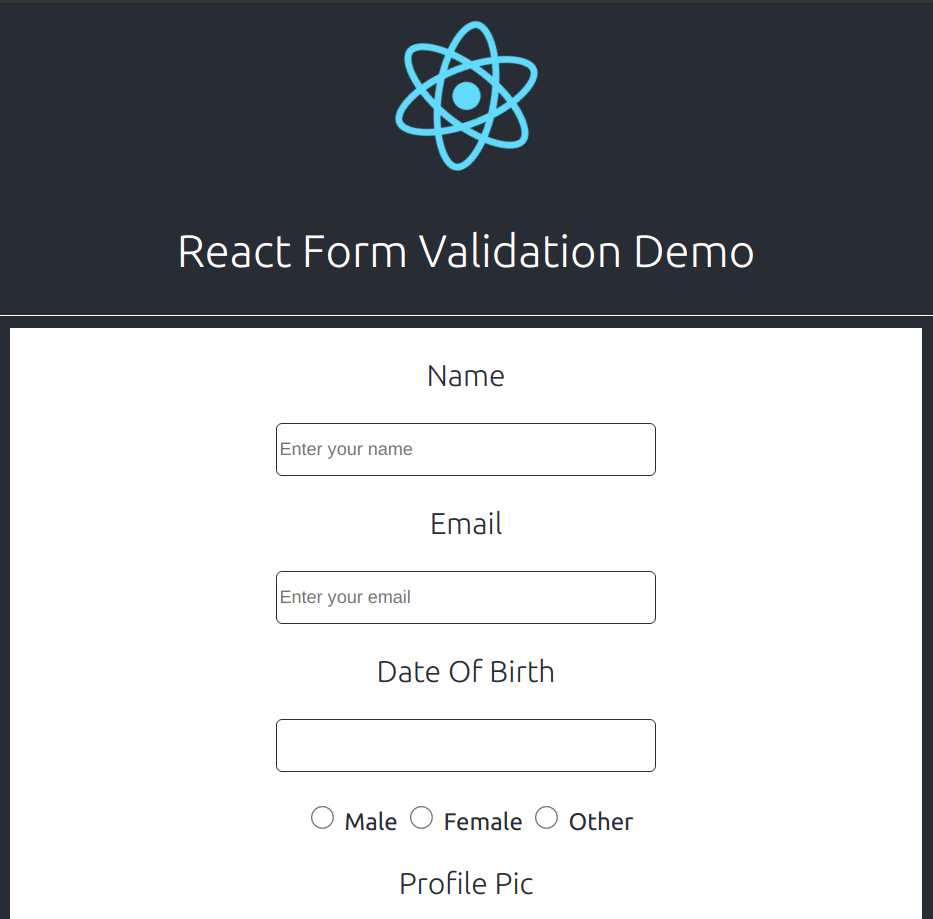 React Form Validation Demo
Name
Enter your name
Email
Enter your email
Date Of Birth
Male Female Other
Profile Pic